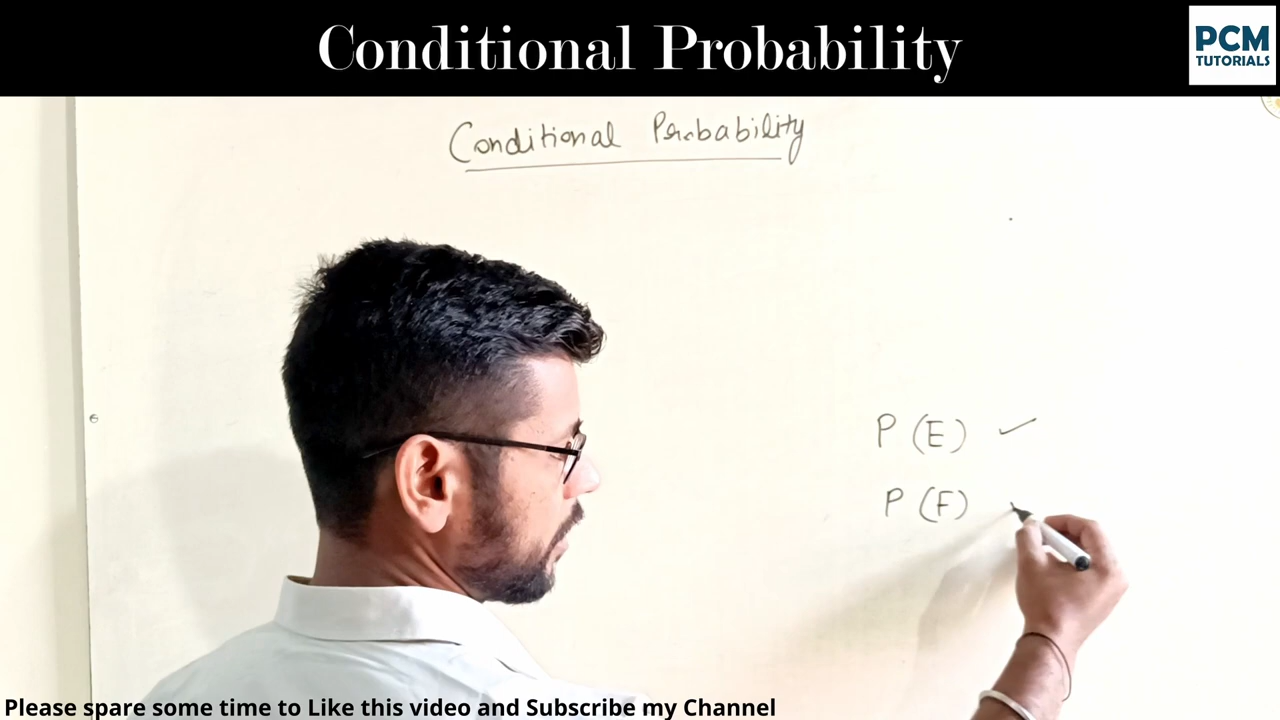 Conditional Probability
PCM
TUTORIALS
Conditional Probability
P (E) ✓
P (F)
Please spare some time to Like this video and Subscribe my Channel